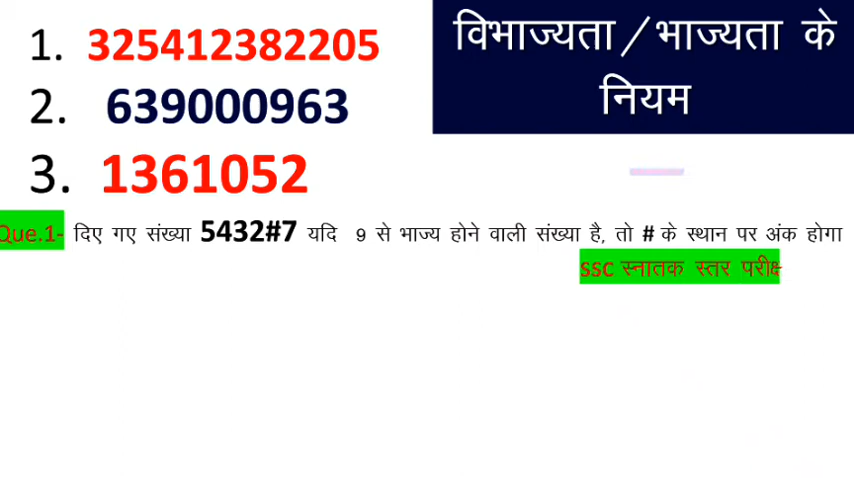 विभाज्यता/भाज्यता के
नियम
1. 325412382205
2. 639000963
3. 1361052
Que.1- दिए गए संख्या 5432#7 यदि 9 से भाज्य होने वाली संख्या है, तो # के स्थान पर अंक होगा
SSC स्नातक स्तर परीक्ष